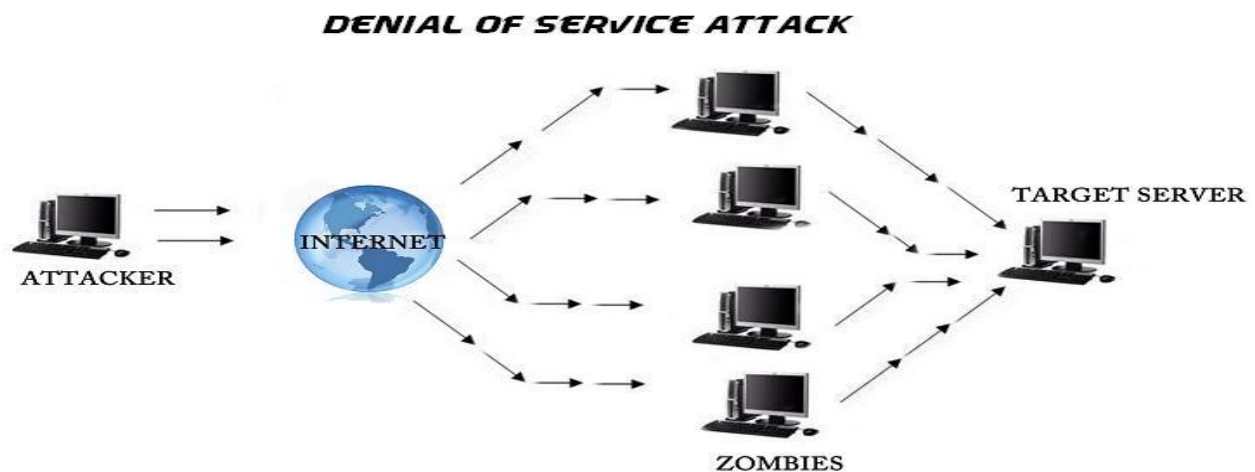 DENIAL OF SERVICE ATTACK
TARGET SERVER
INTERNET
ATTACKER
ZOMBIES